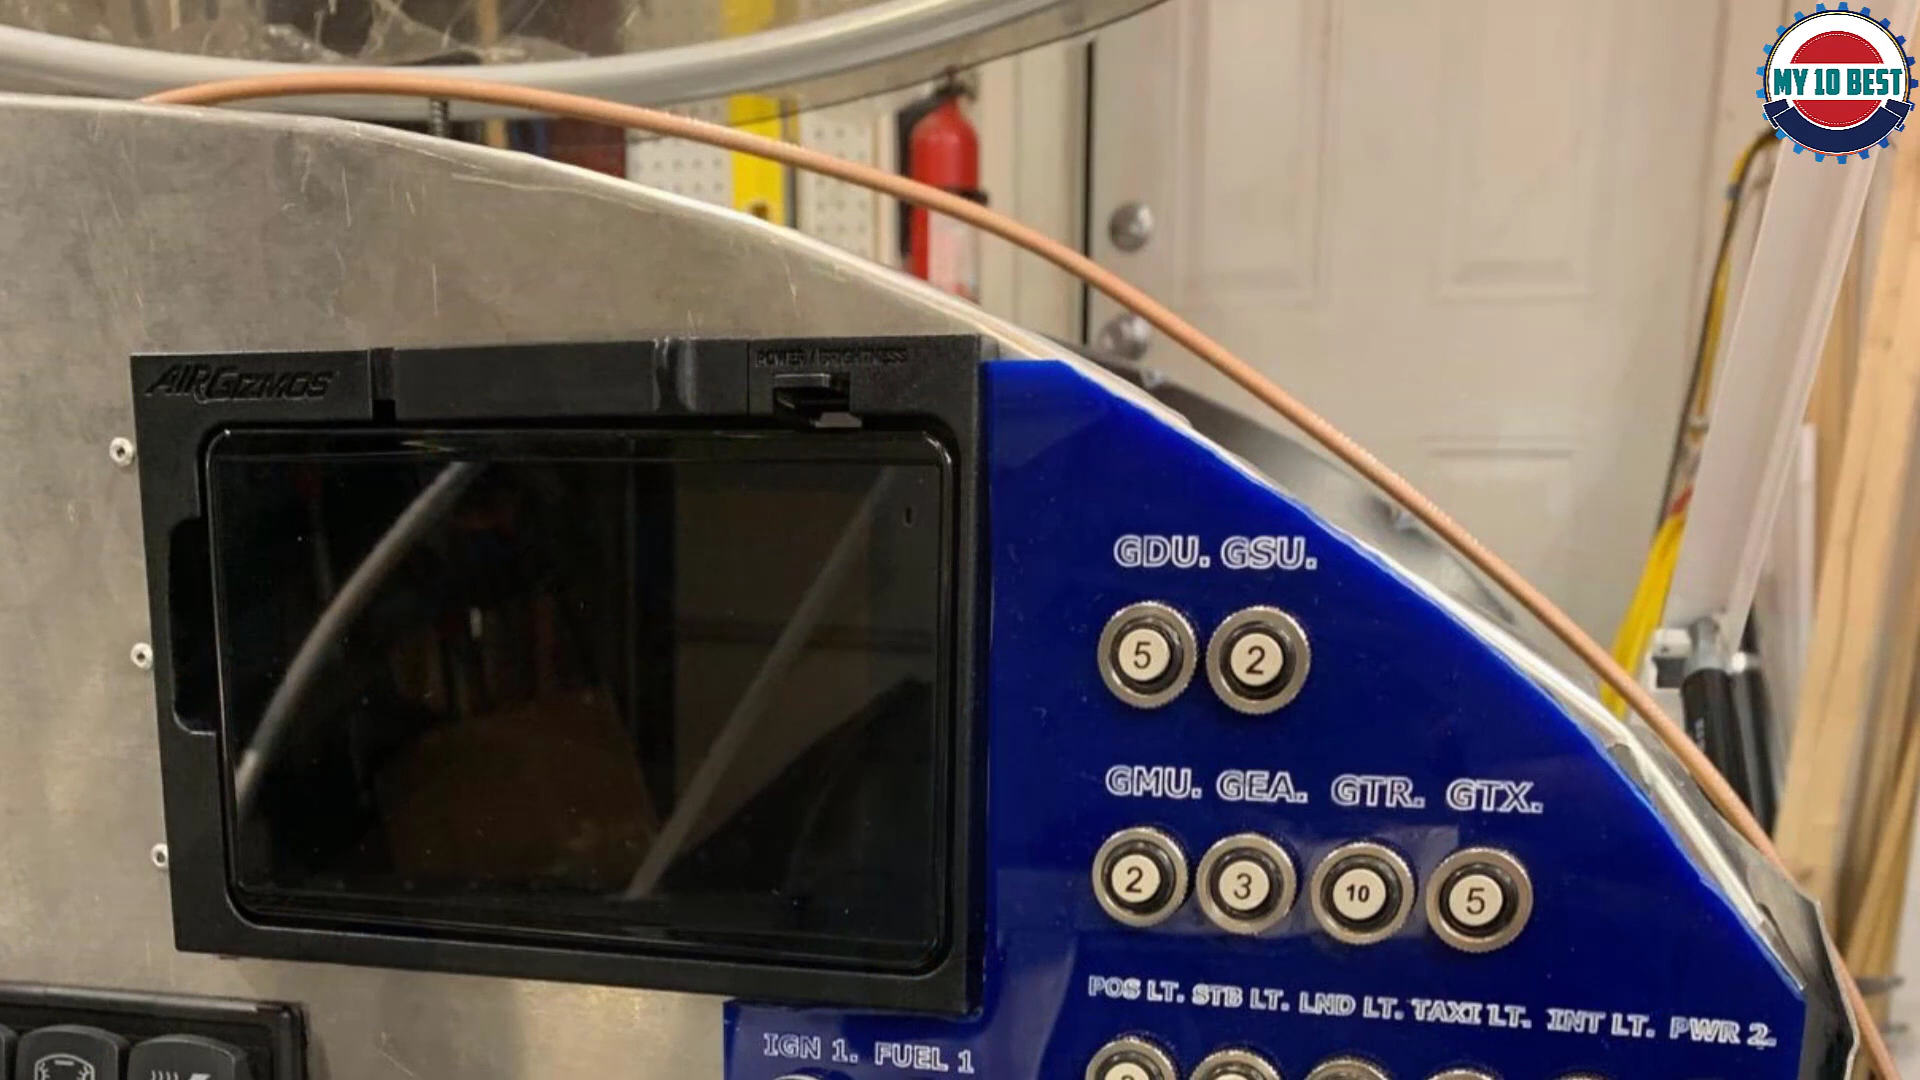 MY 10 BEST
AIRGIZMOS
POWER / BRIGHTNESS
GDU. GSU.
5 2
GMU. GEA. GTR. GTX.
2 3 10 5
POS LT. STB LT. LND LT. TAXI LT. INT LT. PWR 2.
IGN 1. FUEL 1